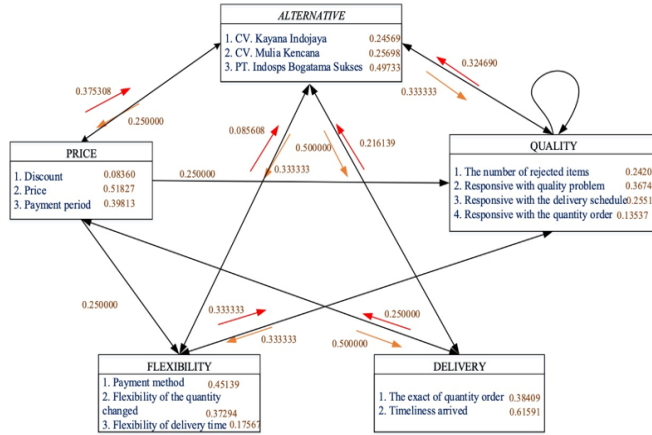 ALTERNATIVE
1. CV. Kayana Indojaya 0.24569
2. CV. Mulia Kencana 0.25698
3. PT. Indosps Bogatama Sukses 0.49733
0.375308
0.250000
0.324690
0.333333
0.085608
0.500000
0.333333
0.216139
PRICE
1. Discount 0.08360
2. Price 0.51827
3. Payment period 0.39813
0.250000
QUALITY
1. The number of rejected items 0.2420
2. Responsive with quality problem 0.3674
3. Responsive with the delivery schedule 0.2551
4. Responsive with the quantity order 0.13537
0.250000
0.333333
0.333333
0.250000
0.500000
FLEXIBILITY
1. Payment method 0.45139
2. Flexibility of the quantity
changed 0.37294
3. Flexibility of delivery time 0.17567
DELIVERY
1. The exact of quantity order 0.38409
2. Timeliness arrived 0.61591